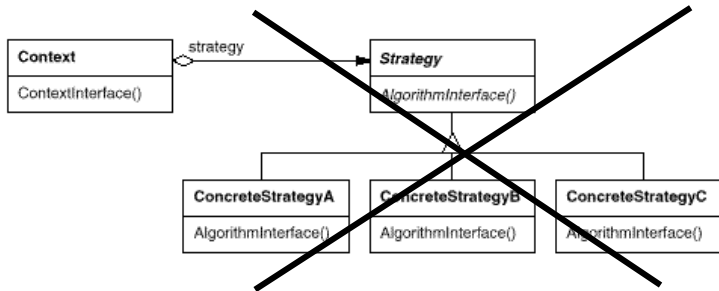 strategy
Context
ContextInterface()
Strategy
AlgorithmInterface()
ConcreteStrategyA
AlgorithmInterface()
ConcreteStrategyB
AlgorithmInterface()
ConcreteStrategyC
AlgorithmInterface()